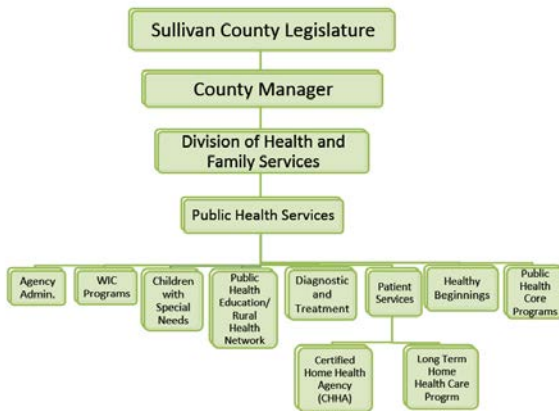 Sullivan County Legislature
County Manager
Division of Health and
Family Services
Public Health Services
Agency
Admin.
WIC
Programs
Children
with
Special
Needs
Public
Health
Education/
Rural
Health
Network
Diagnostic
and
Treatment
Patient
Services
Healthy
Beginnings
Public
Health
Core
Programs
Certified
Home Health
Agency
(CHHA)
Long Term
Home
Health Care
Progrm